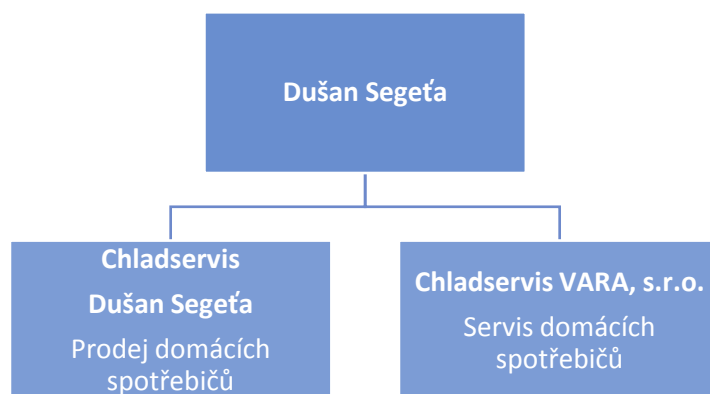 Dušan Segeťa
Chladservis
Dušan Segeťa
Prodej domácích
spotřebičů
Chladservis VARA, s.r.o.
Servis domácích
spotřebičů